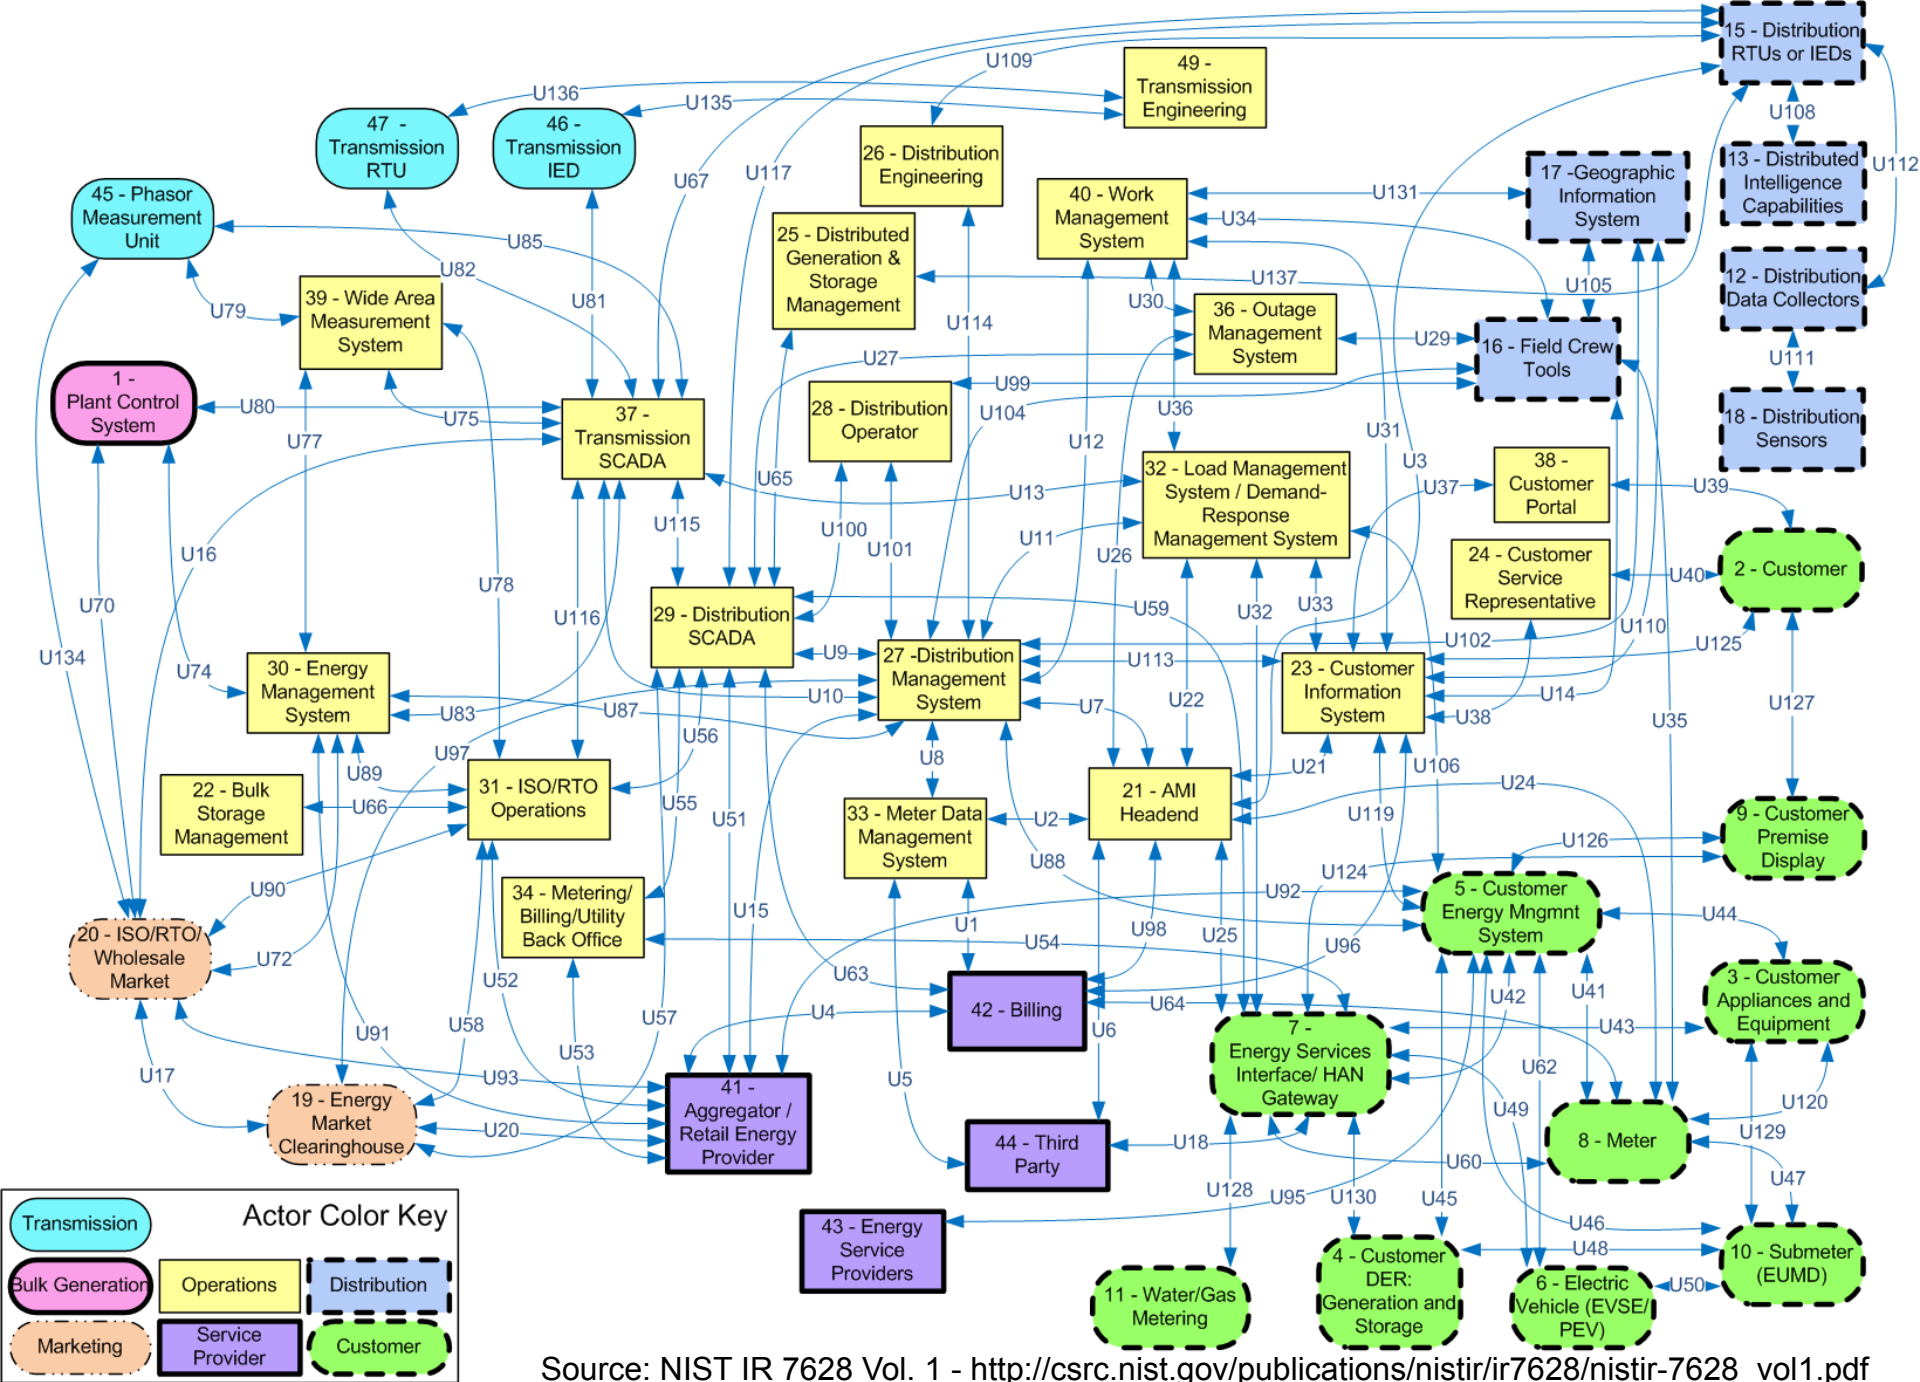 15 - Distribution
RTUs or IEDs
U109
49 -
Transmission
Engineering
U136
U135
U108
47 -
Transmission
RTU
46 -
Transmission
IED
26 - Distribution
Engineering
13 - Distributed
Intelligence
Capabilities
U112
U67
U117
45 - Phasor
Measurement
Unit
40 - Work
Management
System
U131
17 -Geographic
Information
System
U34
25 - Distributed
Generation &
Storage
Management
U85
U82
U137
U105
12 - Distribution
Data Collectors
39 - Wide Area
Measurement
System
U79
U81
U30
36 - Outage
Management
System
U114
U29
16 - Field Crew
Tools
U111
U27
1 -
Plant Control
System
U99
U104
28 - Distribution
Operator
U80
U75
37 -
Transmission
SCADA
U36
18 - Distribution
Sensors
U77
U12
U31
U3
U65
32 - Load Management
System / Demand-
Response
Management System
38 -
Customer
Portal
U13
U37
U39
U115
U100
U101
U11
U26
U16
24 - Customer
Service
Representative
U40
2 - Customer
U78
U70
U116
29 - Distribution
SCADA
U59
U32
U33
U110
U102
U125
U134
U74
30 - Energy
Management
System
U9
27 -Distribution
Management
System
U113
23 - Customer
Information
System
U10
U14
U83
U87
U7
U22
U38
U35
U127
U97
U56
U8
U89
U66
22 - Bulk
Storage
Management
31 - ISO/RTO
Operations
U21
U106
U24
21 - AMI
Headend
U55
U51
33 - Meter Data
Management
System
U2
U119
9 - Customer
Premise
Display
U126
U88
U124
U90
34 - Metering/
Billing/Utility
Back Office
U92
5 - Customer
Energy Mngmnt
System
U44
U15
U1
U98
U25
U54
U96
20 - ISO/RTO/
Wholesale
Market
U72
U52
U63
U42
U41
3 - Customer
Appliances and
Equipment
42 - Billing
U64
U4
U57
U58
U6
U43
U91
U53
7 -
Energy Services
Interface/ HAN
Gateway
U62
U17
U93
U5
41 -
Aggregator /
Retail Energy
Provider
19 - Energy
Market
Clearinghouse
U20
U49
U120
U129
8 - Meter
44 - Third
Party
U18
U60
U47
U128
U95
U130
U45
43 - Energy
Service
Providers
U46
U48
10 - Submeter
(EUMD)
4 - Customer
DER:
Generation and
Storage
U50
6 - Electric
Vehicle (EVSE/
PEV)
11 - Water/Gas
Metering
Actor Color Key
Transmission
Bulk Generation
Operations
Distribution
Marketing
Service
Provider
Customer
Source: NIST IR 7628 Vol. 1 - http://csrc.nist.gov/publications/nistir/ir7628/nistir-7628_vol1.pdf